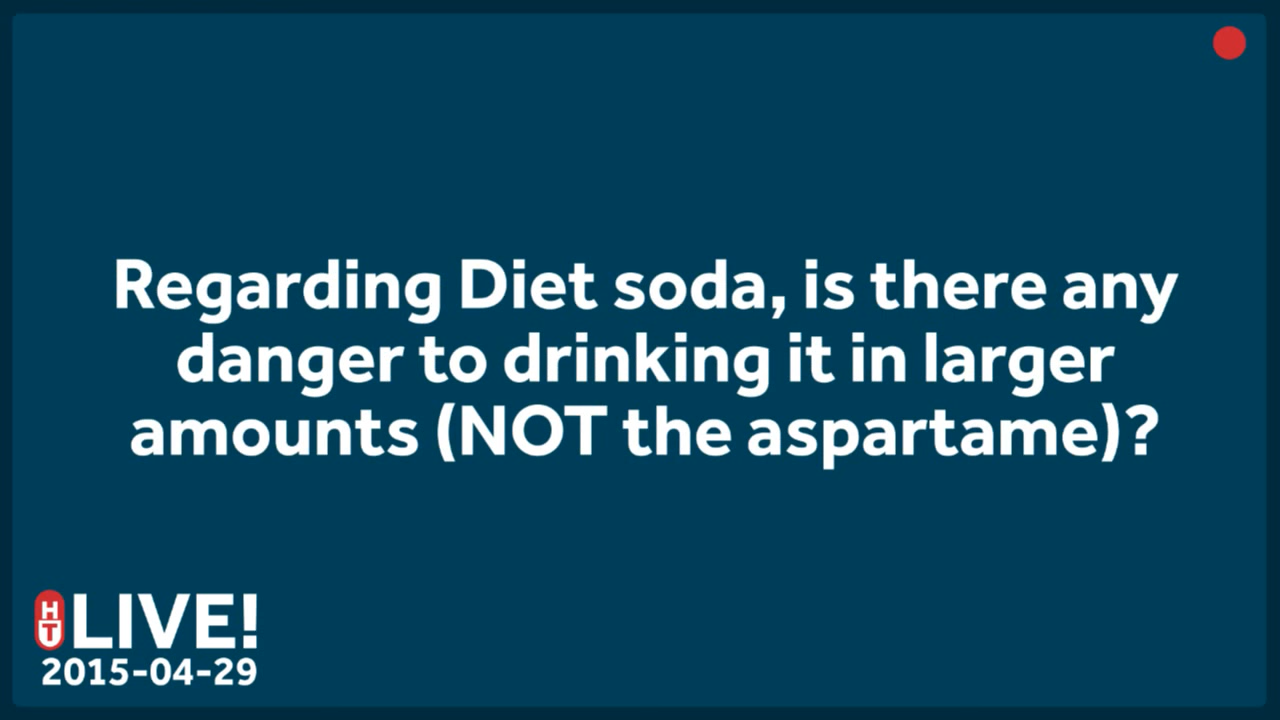 Regarding Diet soda, is there any
danger to drinking it in larger
amounts (NOT the aspartame)?
HT LIVE!
2015-04-29